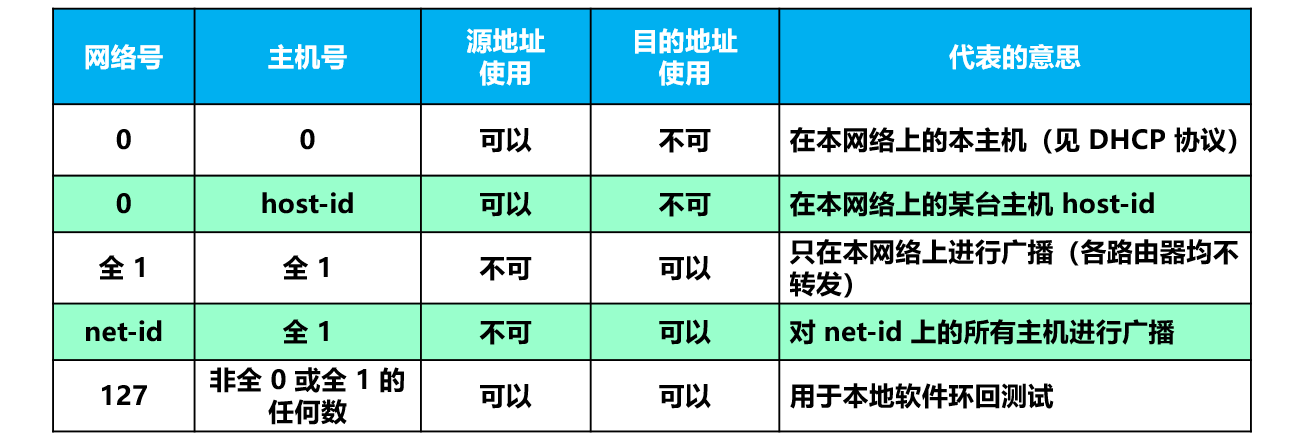 网络号 主机号 源地址使用 目的地址使用 代表的意思
0 0 可以 不可 在本网络上的本主机（见 DHCP 协议）
0 host-id 可以 不可 在本网络上的某台主机 host-id
全 1 全 1 不可 可以 只在本网络上进行广播（各路由器均不
转发）
net-id 全 1 不可 可以 对 net-id 上的所有主机进行广播
127 非全 0 或全 1 的
任何数 可以 可以 用于本地软件环回测试